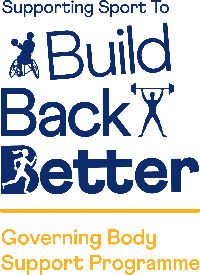 Supporting Sport To
Build
Back
Better
Governing Body
Support Programme